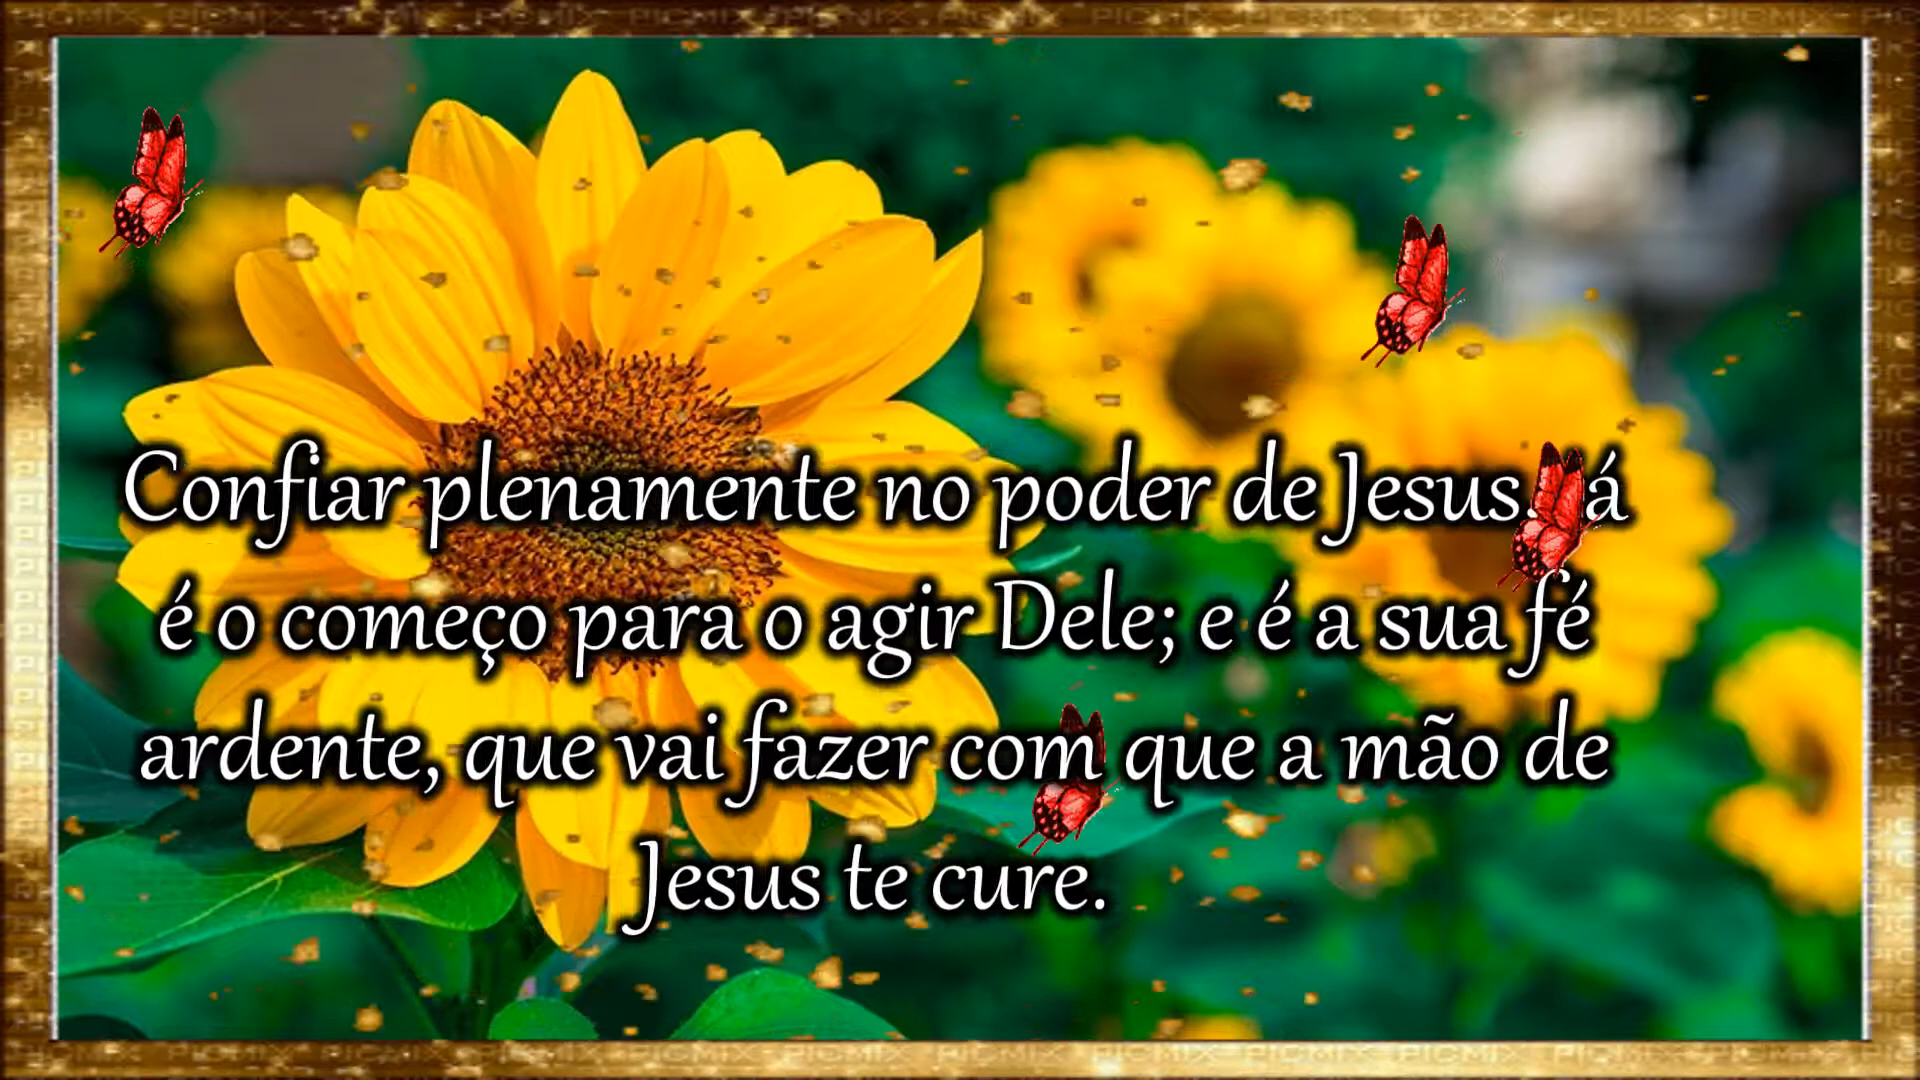 Confiar plenamente no poder de Jesus. á
é o começo para o agir Dele; e é a sua fé
ardente, que vai fazer com que a mão de
Jesus te cure.